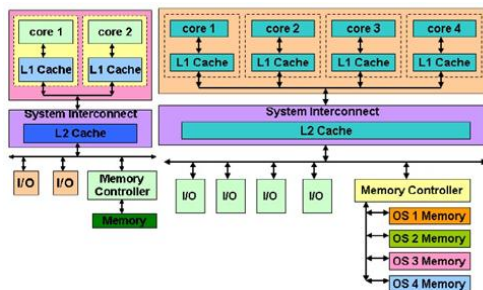 core 1
core 2
L1 Cache
L1 Cache
System Interconnect
L2 Cache
I/O
I/O
Memory
Controller
Memory
core 1
core 2
core 3
core 4
L1 Cache
L1 Cache
L1 Cache
L1 Cache
System Interconnect
L2 Cache
I/O
I/O
I/O
I/O
Memory Controller
OS 1 Memory
OS 2 Memory
OS 3 Memory
OS 4 Memory